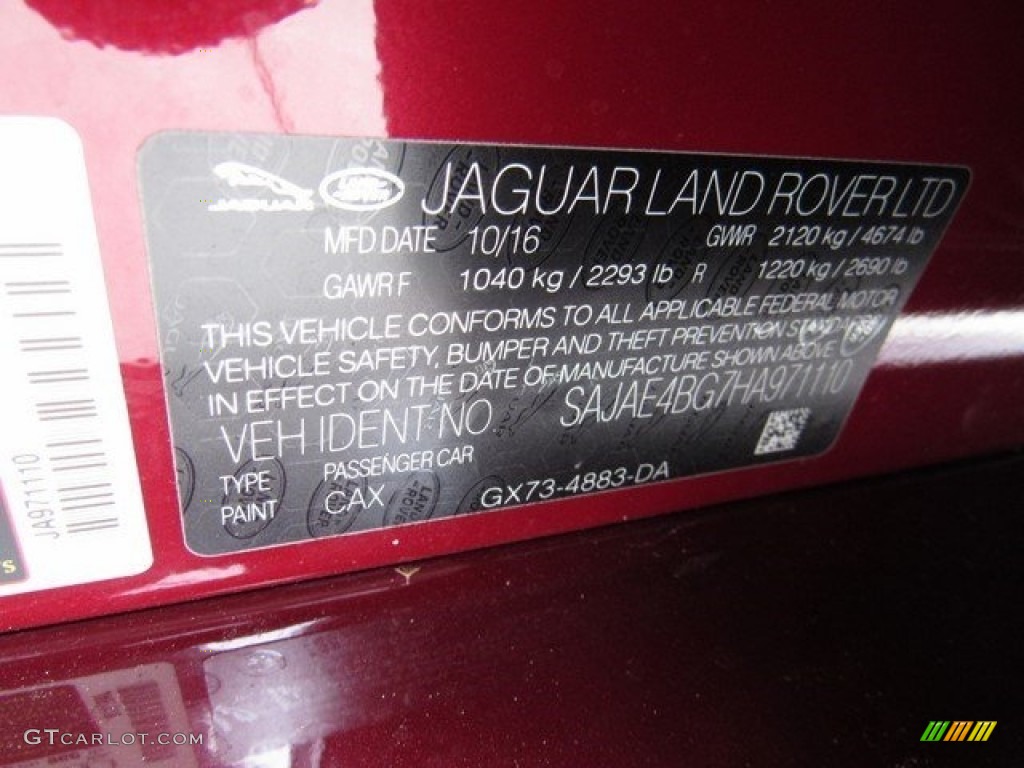 JAGUAR LAND ROVER LTD
MFD DATE 10/16 GVWR 2120 kg / 4674 lb
GAWR F 1040 kg / 2293 lb R 1220 kg / 2690 lb
THIS VEHICLE CONFORMS TO ALL APPLICABLE FEDERAL MOTOR
VEHICLE SAFETY, BUMPER AND THEFT PREVENTION STANDARDS
IN EFFECT ON THE DATE OF MANUFACTURE SHOWN ABOVE
VEH IDENT NO SAJAE4BG7HA971110
TYPE PASSENGER CAR
PAINT CAX GX73-4883-DA
JA971110
GTCARLOT.COM